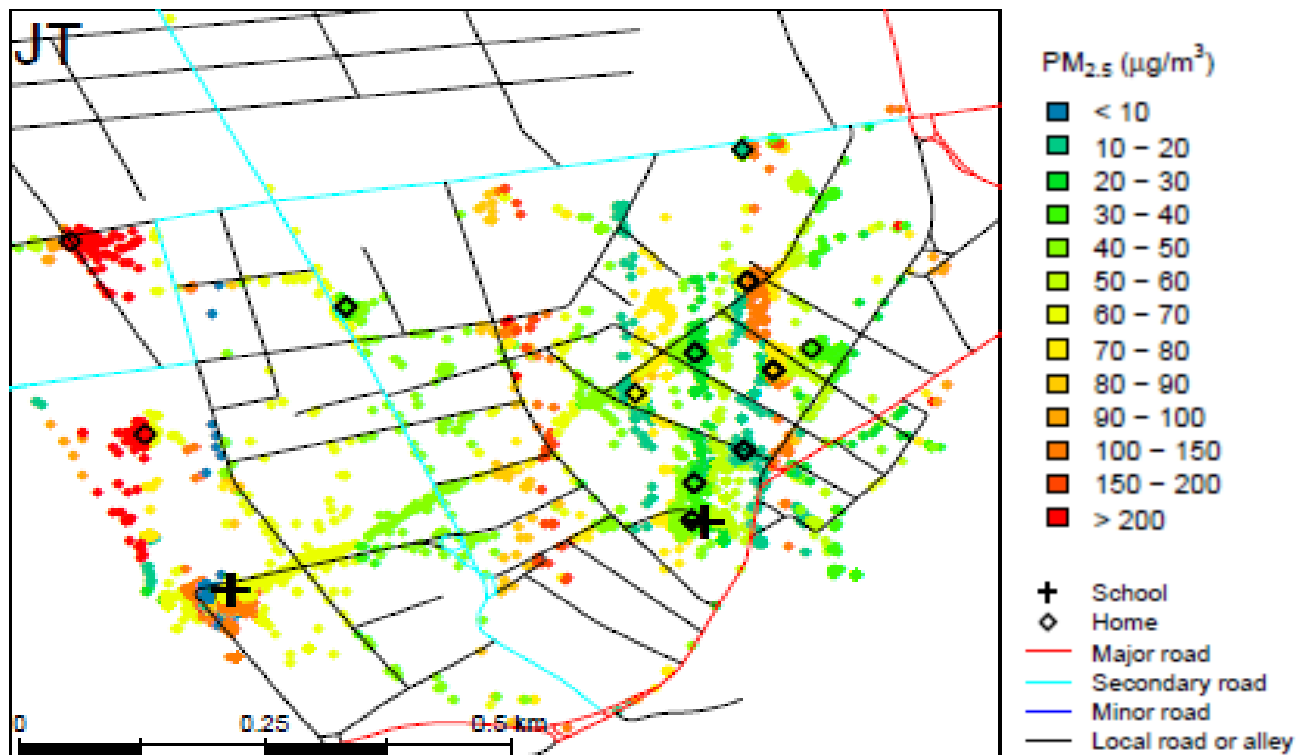 JT
0 0.25 0.5 km
PM2.5 (μg/m3)
< 10
10 − 20
20 − 30
30 − 40
40 − 50
50 − 60
60 − 70
70 − 80
80 − 90
90 − 100
100 − 150
150 − 200
> 200
School
Home
Major road
Secondary road
Minor road
Local road or alley